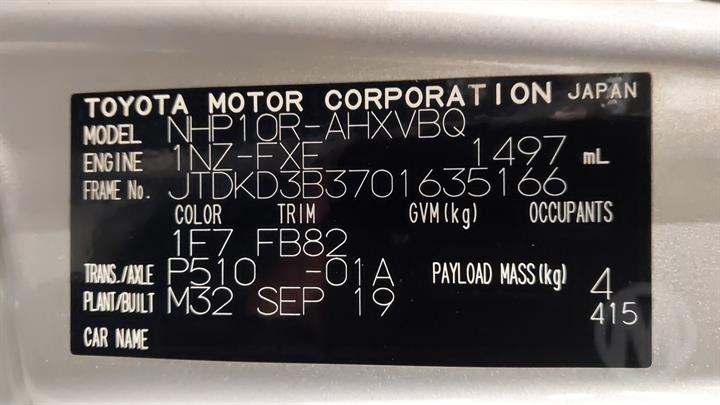 TOYOTA MOTOR CORPORATION JAPAN
MODEL NHP10R-AHXVBQ
ENGINE 1NZ-FXE 1497 mL
FRAME No. JTDKD3B3701635166
COLOR TRIM GVM(kg) OCCUPANTS
1F7 FB82
TRANS./AXLE P510 -01A PAYLOAD MASS(kg) 4
PLANT/BUILT M32 SEP 19 415
CAR NAME